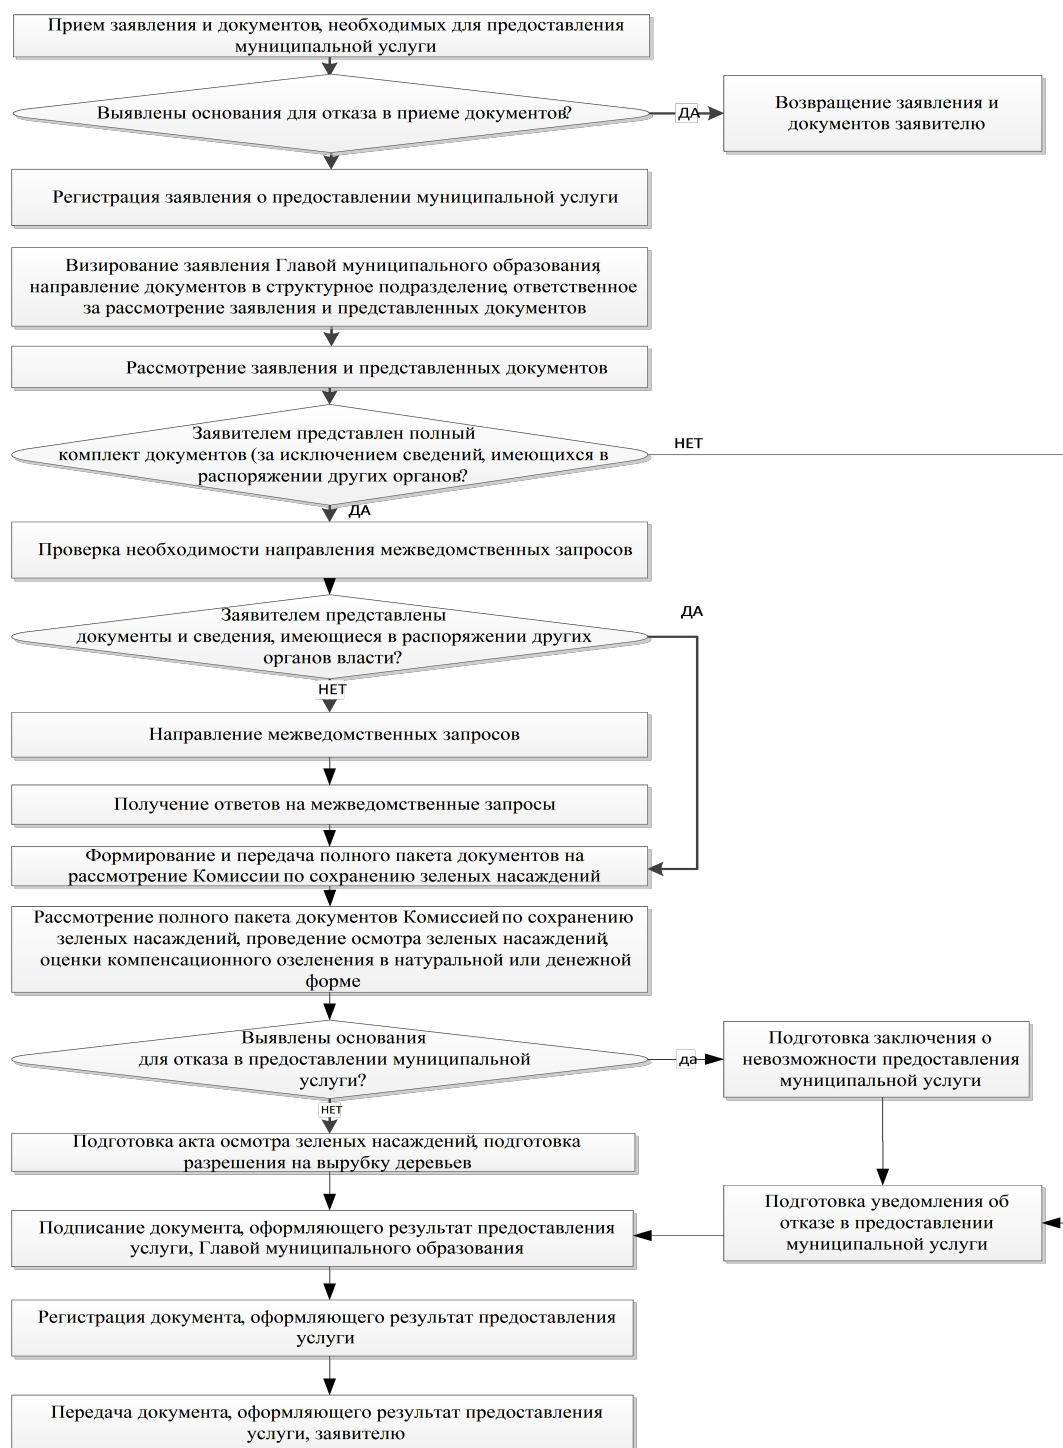 Прием заявления и документов, необходимых для предоставления
муниципальной услуги
Выявлены основания для отказа в приеме документов?
ДА
Возвращение заявления и
документов заявителю
Регистрация заявления о предоставлении муниципальной услуги
Визирование заявления Главой муниципального образования,
направление документов в структурное подразделение, ответственное
за рассмотрение заявления и представленных документов
Рассмотрение заявления и представленных документов
Заявителем представлен полный
комплект документов (за исключением сведений, имеющихся в
распоряжении других органов?
НЕТ
ДА
Проверка необходимости направления межведомственных запросов
Заявителем представлены
документы и сведения, имеющиеся в распоряжении других
органов власти?
ДА
НЕТ
Направление межведомственных запросов
Получение ответов на межведомственные запросы
Формирование и передача полного пакета документов на
рассмотрение Комиссии по сохранению зеленых насаждений
Рассмотрение полного пакета документов Комиссией по сохранению
зеленых насаждений, проведение осмотра зеленых насаждений,
оценки компенсационного озеленения в натуральной или денежной
форме
Выявлены основания
для отказа в предоставлении муниципальной
услуги?
да
Подготовка заключения о
невозможности предоставления
муниципальной услуги
НЕТ
Подготовка акта осмотра зеленых насаждений, подготовка
разрешения на вырубку деревьев
Подготовка уведомления об
отказе в предоставлении
муниципальной услуги
Подписание документа, оформляющего результат предоставления
услуги, Главой муниципального образования
Регистрация документа, оформляющего результат предоставления
услуги
Передача документа, оформляющего результат предоставления
услуги, заявителю